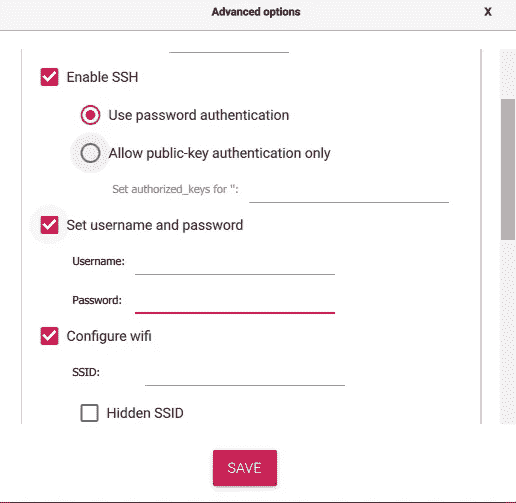 Advanced options X
Enable SSH
Use password authentication
Allow public-key authentication only
Set authorized_keys for '':
Set username and password
Username:
Password:
Configure wifi
SSID:
Hidden SSID
SAVE